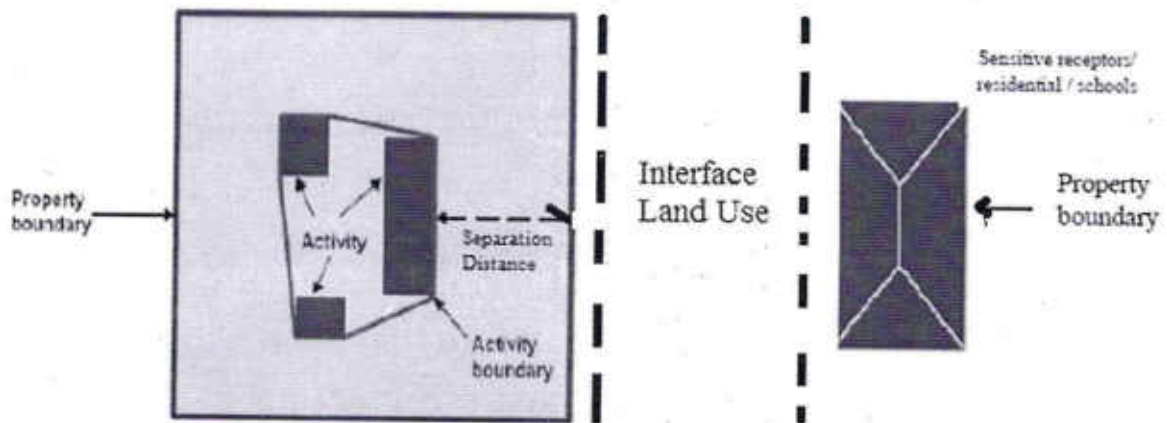 Property
boundary
Activity
Separation
Distance
Activity
boundary
Interface
Land Use
Sensitive receptors/
residential / schools
Property
boundary